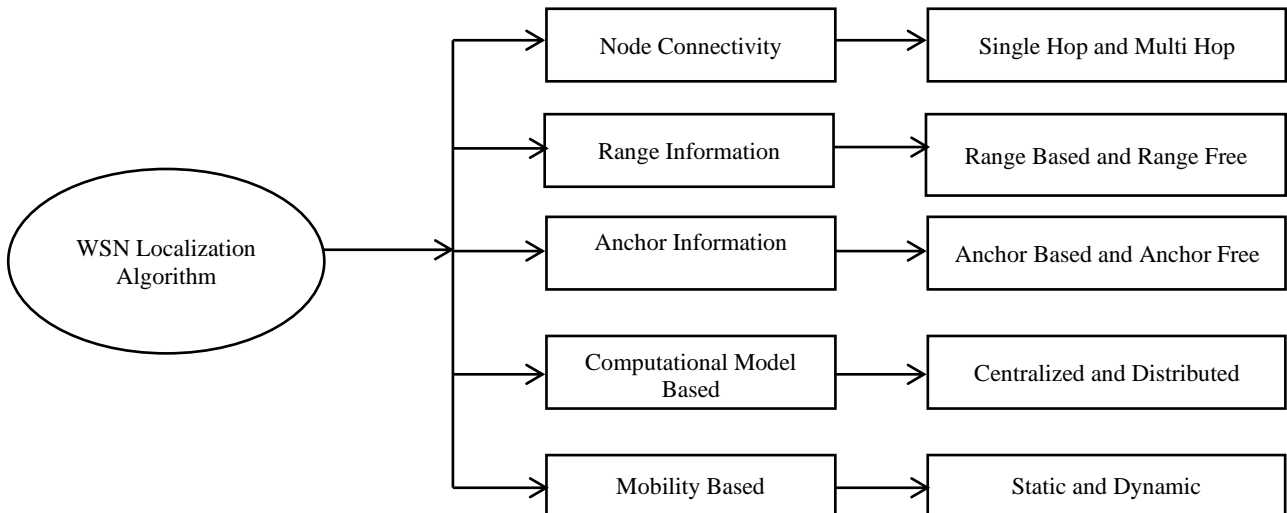 Node Connectivity
Single Hop and Multi Hop
Range Information
Range Based and Range Free
WSN Localization
Algorithm
Anchor Information
Anchor Based and Anchor Free
Computational Model
Based
Centralized and Distributed
Mobility Based
Static and Dynamic